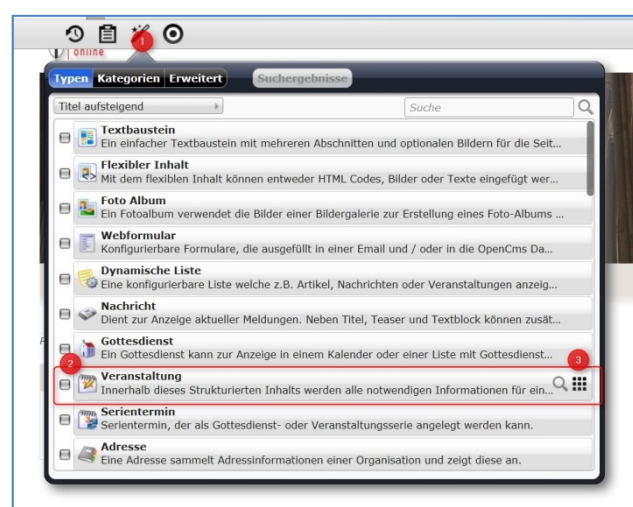 1
online
Typen Kategorien Erweitert Suchergebnisse
Titel aufsteigend Suche
Textbaustein
Ein einfacher Textbaustein mit mehreren Abschnitten und optionalen Bildern für die Seit...
Flexibler Inhalt
Mit dem flexiblen Inhalt können entweder HTML Codes, Bilder oder Texte eingefügt wer...
Foto Album
Ein Fotoalbum verwendet die Bilder einer Bildergalerie zur Erstellung eines Foto-Albums ...
Webformular
Konfigurierbare Formulare, die ausgefüllt in einer Email und / oder in die OpenCms Da...
Dynamische Liste
Eine konfigurierbare Liste welche z.B. Artikel, Nachrichten oder Veranstaltungen anzeig...
Nachricht
Dient zur Anzeige aktueller Meldungen. Neben Titel, Teaser und Textblock können zusät...
Gottesdienst
Ein Gottesdienst kann zur Anzeige in einem Kalender oder einer Liste mit Gottesdienst...
2 3
Veranstaltung
Innerhalb dieses Strukturierten Inhalts werden alle notwendigen Informationen für ein...
Serientermin
Serientermin, der als Gottesdienst- oder Veranstaltungsserie angelegt werden kann.
Adresse
Eine Adresse sammelt Adressinformationen einer Organisation und zeigt diese an.